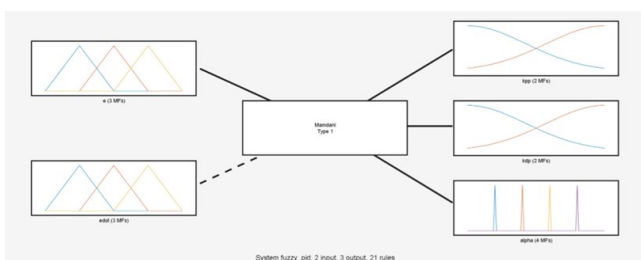 e (3 MFs)
edot (3 MFs)
Mamdani
Type 1
kpp (2 MFs)
kdp (2 MFs)
alpha (4 MFs)
System fuzzy_pid: 2 input, 3 output, 21 rules